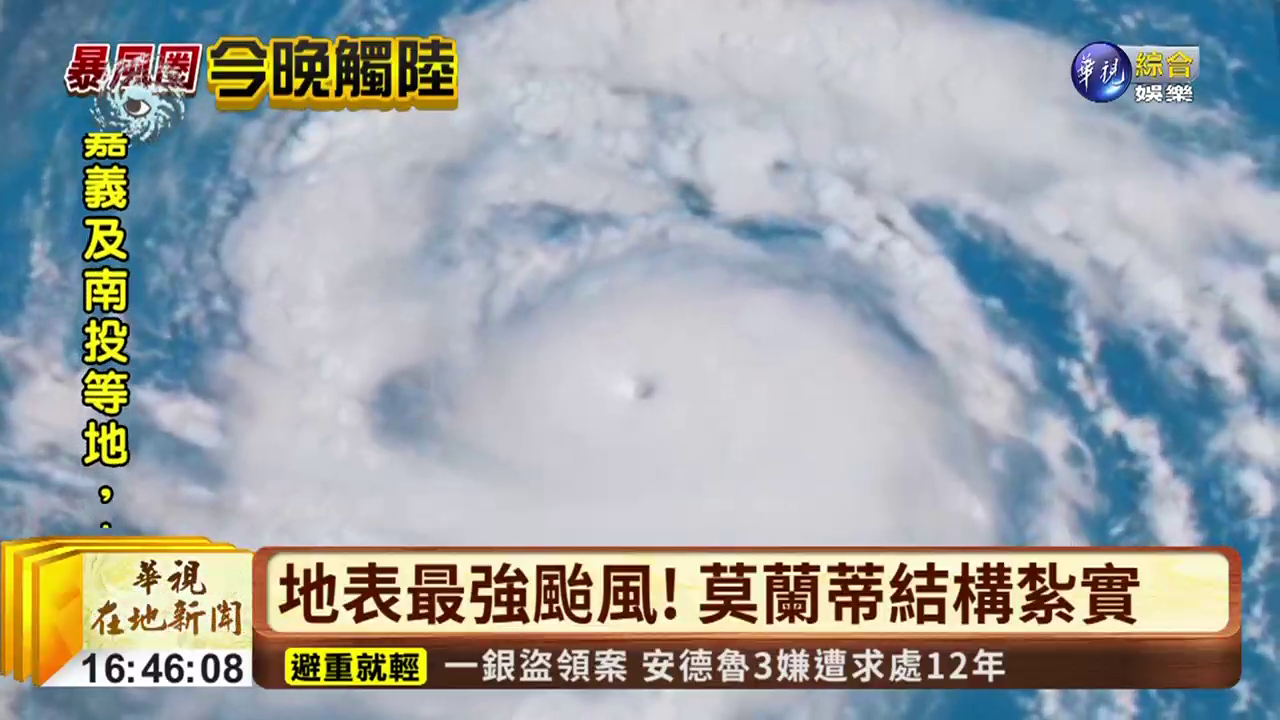 暴風圈 今晚觸陸
華視 綜合娛樂
嘉義及南投等地，
華視
在地新聞
16:46:08
地表最強颱風! 莫蘭蒂結構紮實
避重就輕 一銀盜領案 安德魯3嫌遭求處12年